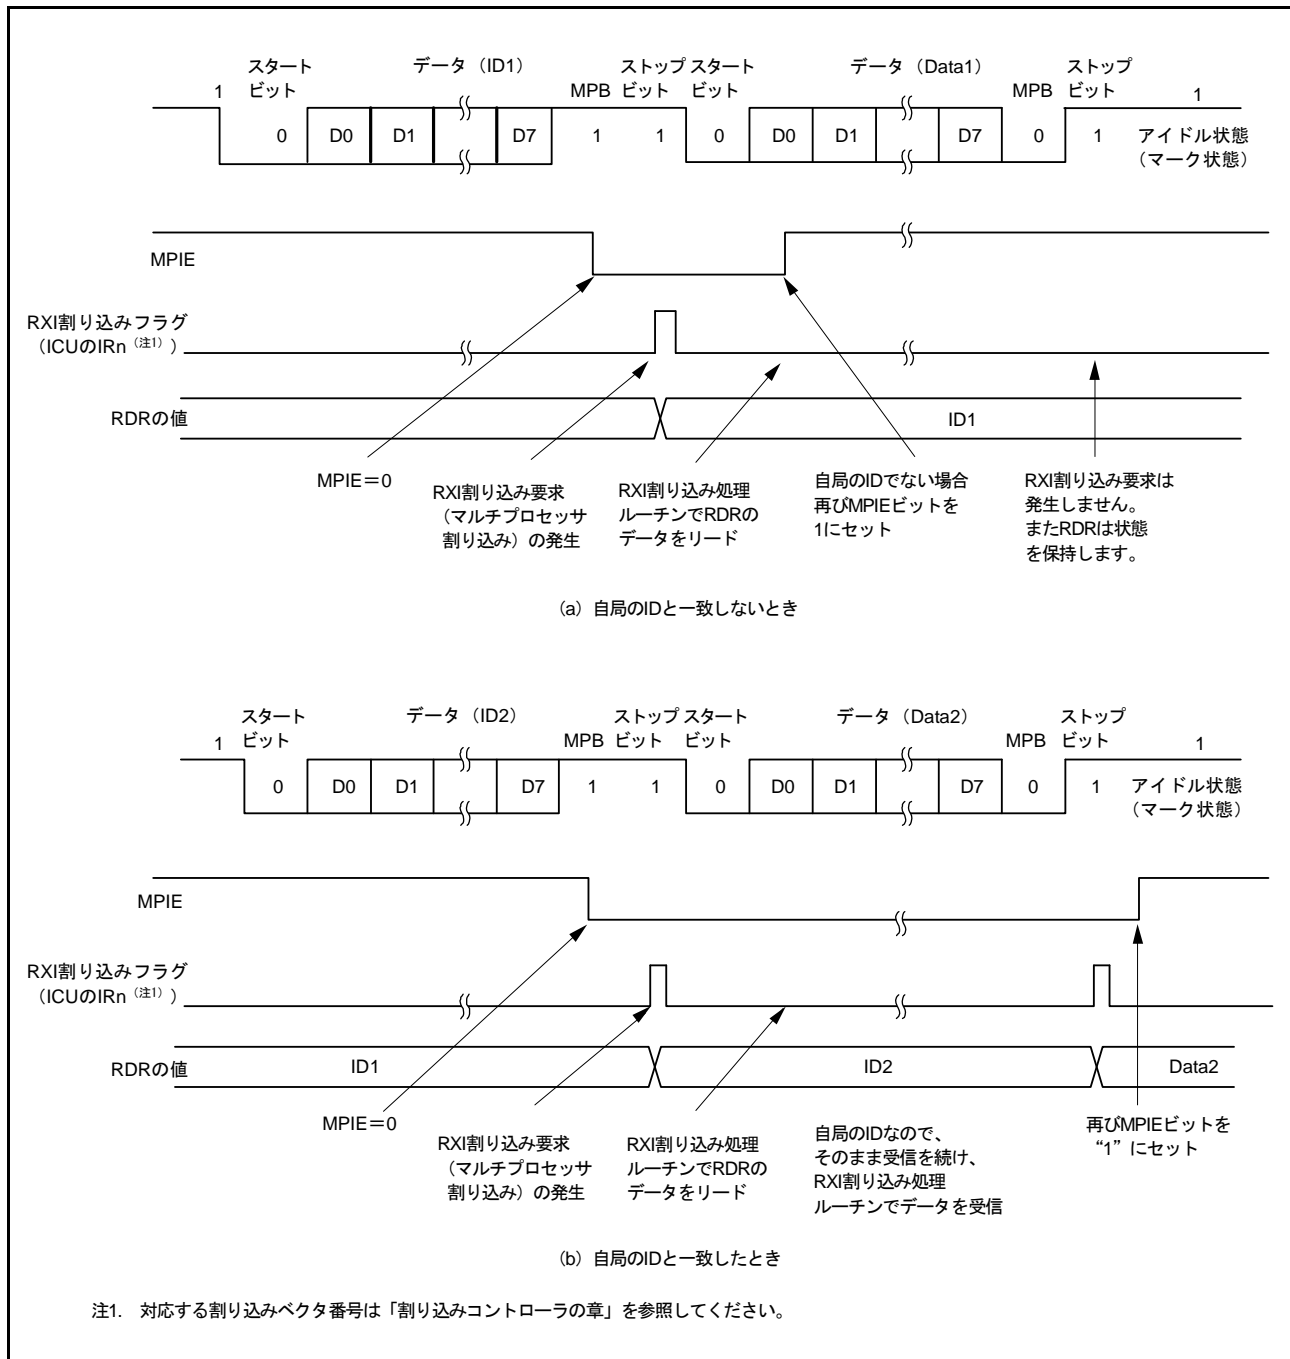 スタート データ（ID1） ストップ スタート データ（Data1） ストップ
1 ビット MPB ビット ビット MPB ビット 1
0 D0 D1 D7 1 1 0 D0 D1 D7 0 1 アイドル状態
（マーク状態）
MPIE
RXI割り込みフラグ
（ICUのIRn（注1））
RDRの値 ID1
MPIE＝0
RXI割り込み要求
（マルチプロセッサ
割り込み）の発生
RXI割り込み処理
ルーチンでRDRの
データをリード
自局のIDでない場合
再びMPIEビットを
1にセット
RXI割り込み要求は
発生しません。
またRDRは状態
を保持します。
(a) 自局のIDと一致しないとき
スタート データ（ID2） ストップ スタート データ（Data2） ストップ
1 ビット MPB ビット ビット MPB ビット 1
0 D0 D1 D7 1 1 0 D0 D1 D7 0 1 アイドル状態
（マーク状態）
MPIE
RXI割り込みフラグ
（ICUのIRn（注1））
RDRの値 ID1 ID2 Data2
MPIE＝0
RXI割り込み要求
（マルチプロセッサ
割り込み）の発生
RXI割り込み処理
ルーチンでRDRの
データをリード
自局のIDなので、
そのまま受信を続け、
RXI割り込み処理
ルーチンでデータを受信
再びMPIEビットを
“1”にセット
(b) 自局のIDと一致したとき
注1. 対応する割り込みベクタ番号は「割り込みコントローラの章」を参照してください。